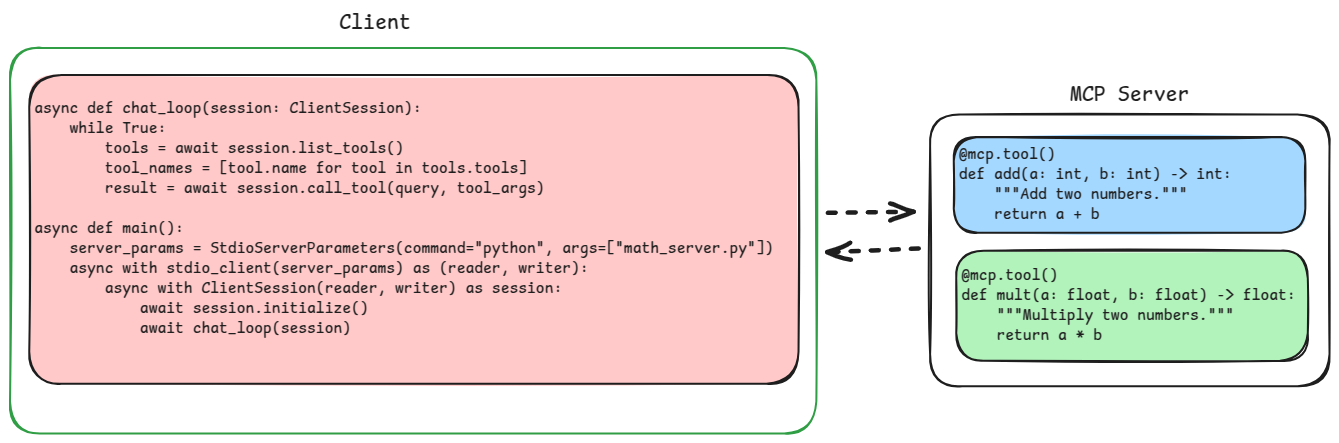 Client
async def chat_loop(session: ClientSession):
    while True:
        tools = await session.list_tools()
        tool_names = [tool.name for tool in tools.tools]
        result = await session.call_tool(query, tool_args)
async def main():
    server_params = StdioServerParameters(command="python", args=["math_server.py"])
    async with stdio_client(server_params) as (reader, writer):
        async with ClientSession(reader, writer) as session:
            await session.initialize()
            await chat_loop(session)
MCP Server
@mcp.tool()
def add(a: int, b: int) -> int:
    """Add two numbers."""
    return a + b
@mcp.tool()
def mult(a: float, b: float) -> float:
    """Multiply two numbers."""
    return a * b